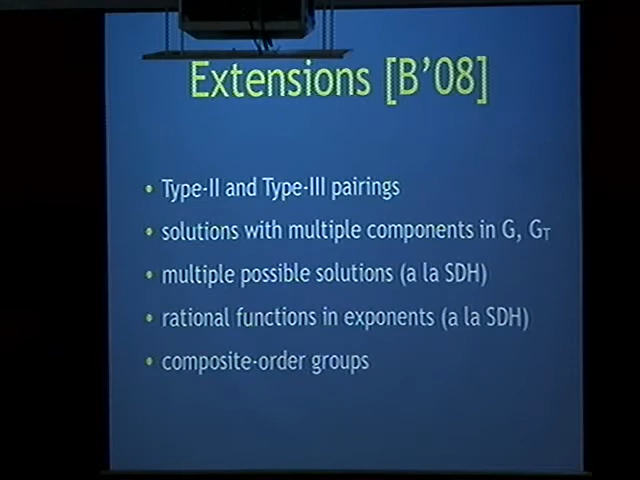 Extensions [B'08]
• Type-II and Type-III pairings
• solutions with multiple components in G, G_T
• multiple possible solutions (a la SDH)
• rational functions in exponents (a la SDH)
• composite-order groups